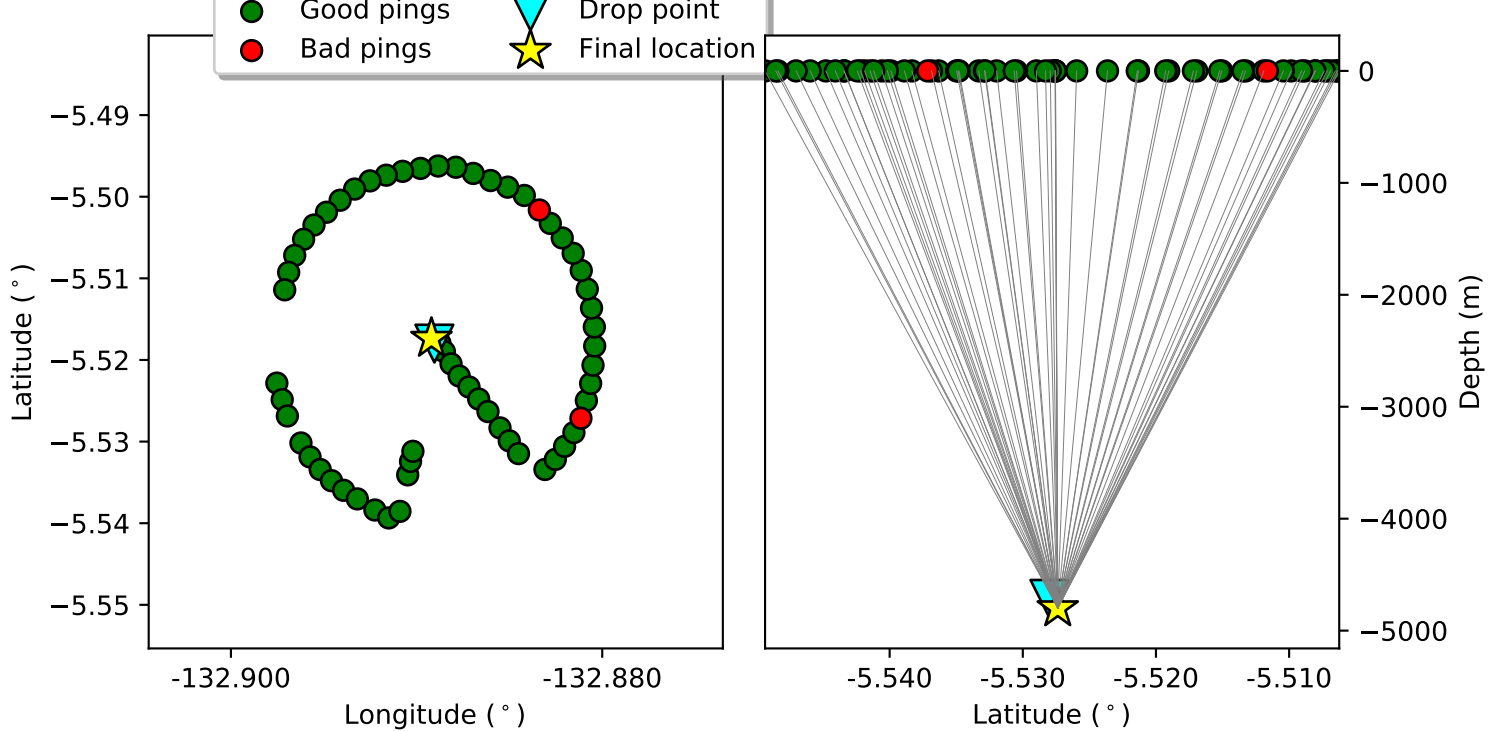 Good pings
Bad pings
Drop point
Final location
−5.49
−5.50
−5.51
−5.52
−5.53
−5.54
−5.55
Latitude (°)
-132.900
-132.880
Longitude (°)
0
−1000
−2000
−3000
−4000
−5000
Depth (m)
-5.540
-5.530
-5.520
-5.510
Latitude (°)